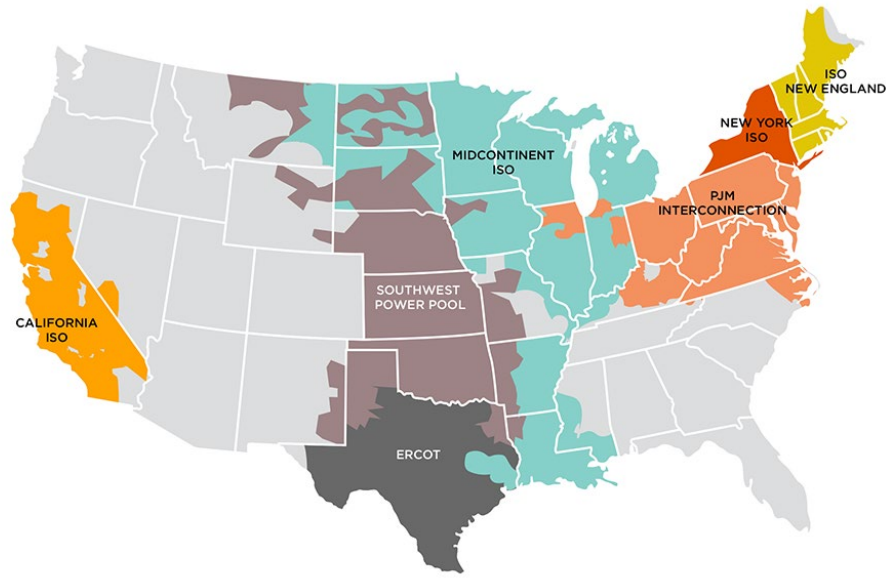 ISO
NEW ENGLAND
NEW YORK
ISO
MIDCONTINENT
ISO
PJM
INTERCONNECTION
SOUTHWEST
POWER POOL
CALIFORNIA
ISO
ERCOT